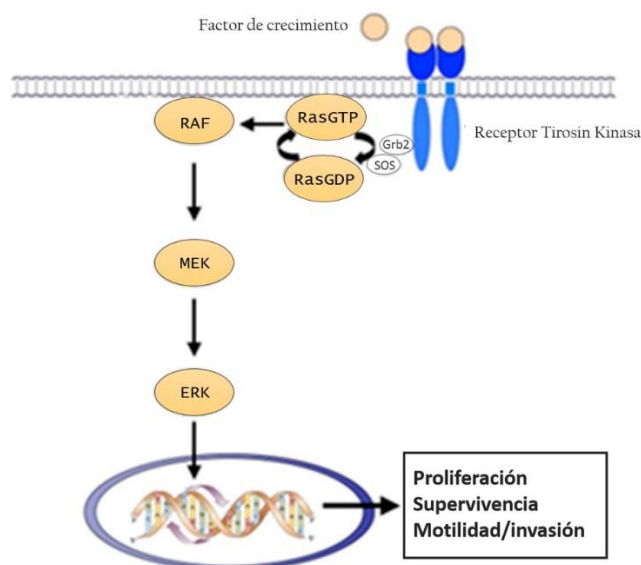 Factor de crecimiento
RAF
RasGTP
Grb2
SOS
Receptor Tirosin Kinasa
RasGDP
MEK
ERK
Proliferación
Supervivencia
Motilidad/invasión